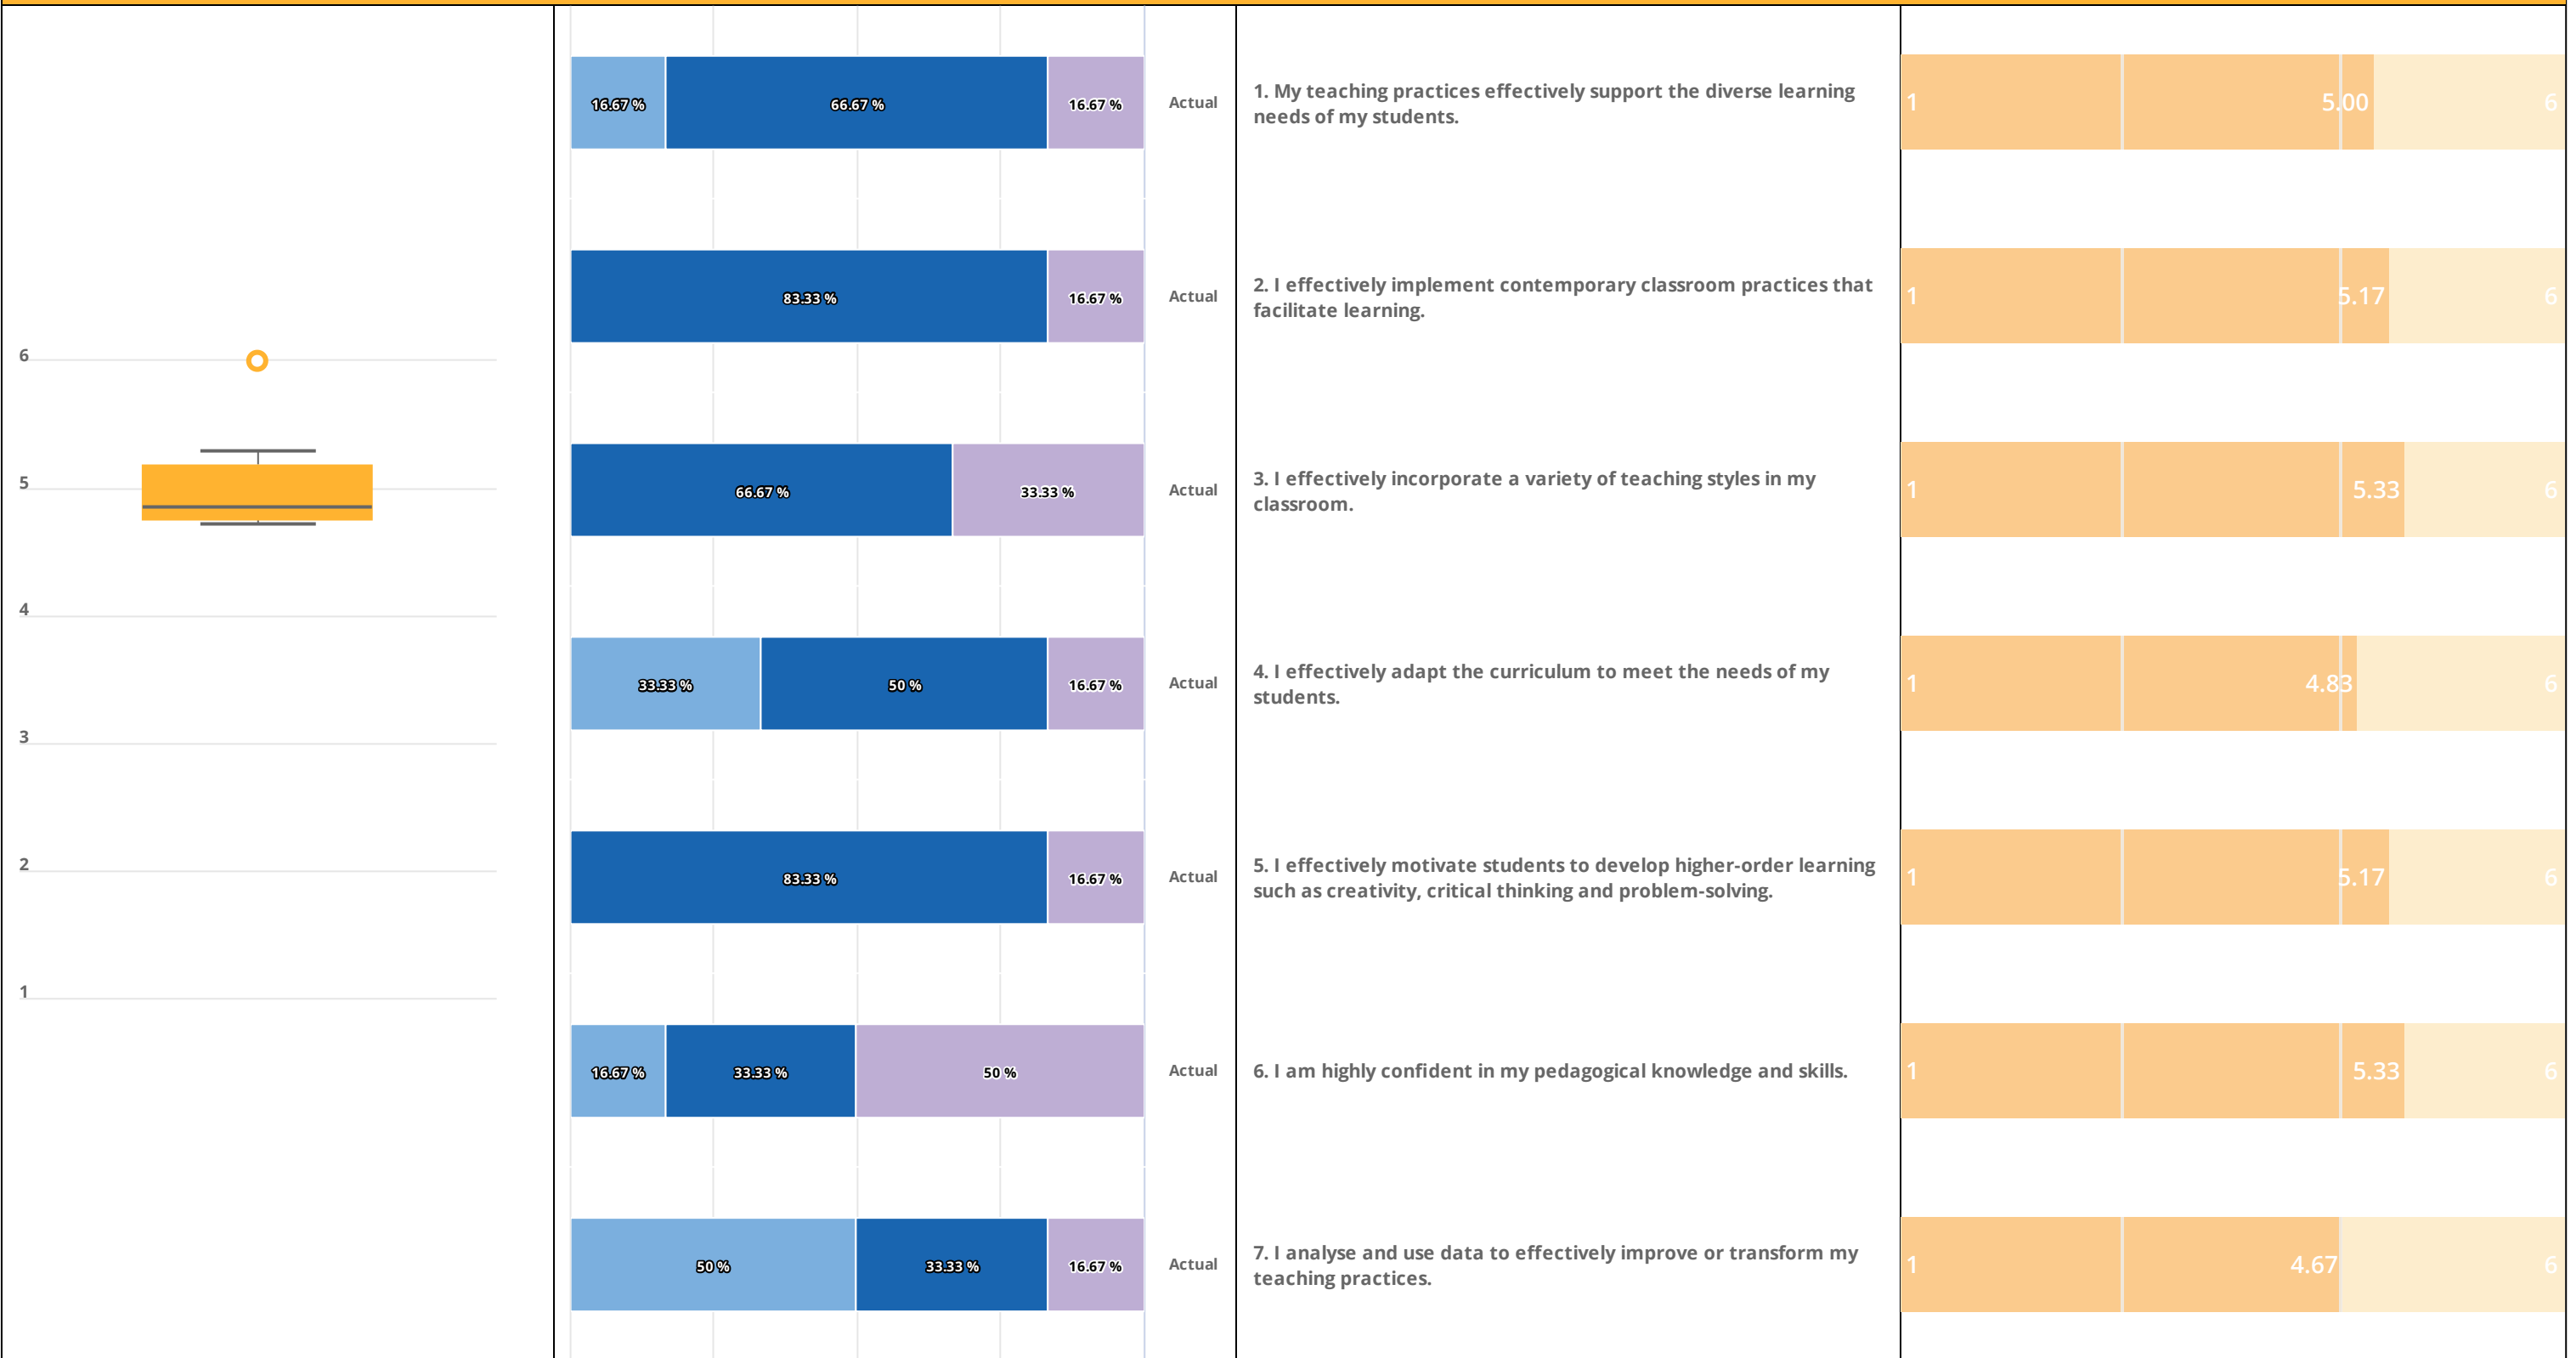 6
5
4
3
2
1
16.67 %
66.67 %
16.67 %
Actual
1. My teaching practices effectively support the diverse learning
needs of my students.
1
5.00
6
83.33 %
16.67 %
Actual
2. I effectively implement contemporary classroom practices that
facilitate learning.
1
5.17
6
66.67 %
33.33 %
Actual
3. I effectively incorporate a variety of teaching styles in my
classroom.
1
5.33
6
33.33 %
50 %
16.67 %
Actual
4. I effectively adapt the curriculum to meet the needs of my
students.
1
4.83
6
83.33 %
16.67 %
Actual
5. I effectively motivate students to develop higher-order learning
such as creativity, critical thinking and problem-solving.
1
5.17
6
16.67 %
33.33 %
50 %
Actual
6. I am highly confident in my pedagogical knowledge and skills.
1
5.33
6
50 %
33.33 %
16.67 %
Actual
7. I analyse and use data to effectively improve or transform my
teaching practices.
1
4.67
6